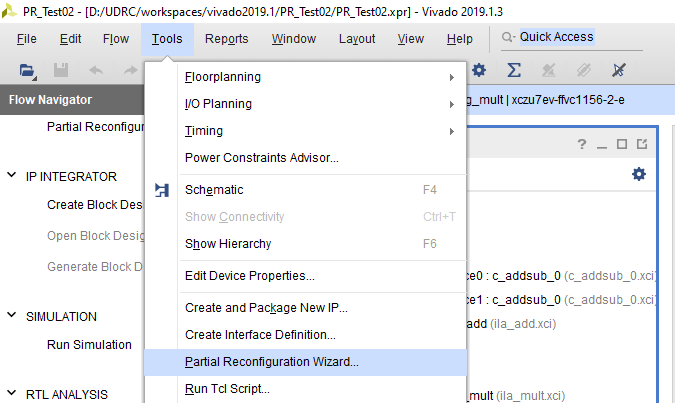 PR_Test02 - [D:/UDRC/workspaces/vivado2019.1/PR_Test02/PR_Test02.xpr] - Vivado 2019.1.3
File Edit Flow Tools Reports Window Layout View Help Quick Access
Flow Navigator
g_mult | xczu7ev-ffvc1156-2-e
Partial Reconfigu
IP INTEGRATOR
Create Block Des
Open Block Desig
Generate Block D
SIMULATION
Run Simulation
RTL ANALYSIS
Floorplanning
I/O Planning
Timing
Power Constraints Advisor...
Schematic F4
Show Connectivity Ctrl+T
Show Hierarchy F6
Edit Device Properties...
Create and Package New IP...
Create Interface Definition...
Partial Reconfiguration Wizard...
Run Tcl Script...
?
ce0 : c_addsub_0 (c_addsub_0.xci)
ce1 : c_addsub_0 (c_addsub_0.xci)
add (ila_add.xci)
mult (ila_mult.xci)